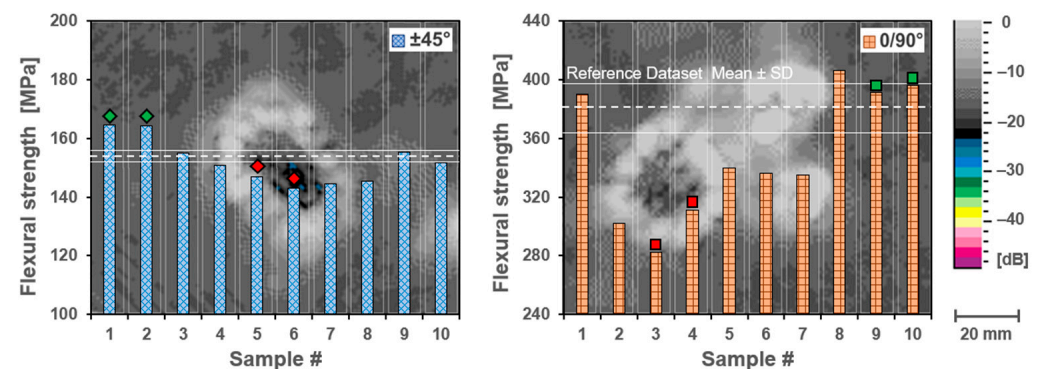 200
180
160
140
120
100
Flexural strength [MPa]
±45°
1 2 3 4 5 6 7 8 9 10
Sample #
440
400
360
320
280
240
Flexural strength [MPa]
0/90°
Reference Dataset Mean ± SD
1 2 3 4 5 6 7 8 9 10
Sample #
0
–10
–20
–30
–40
[dB]
20 mm